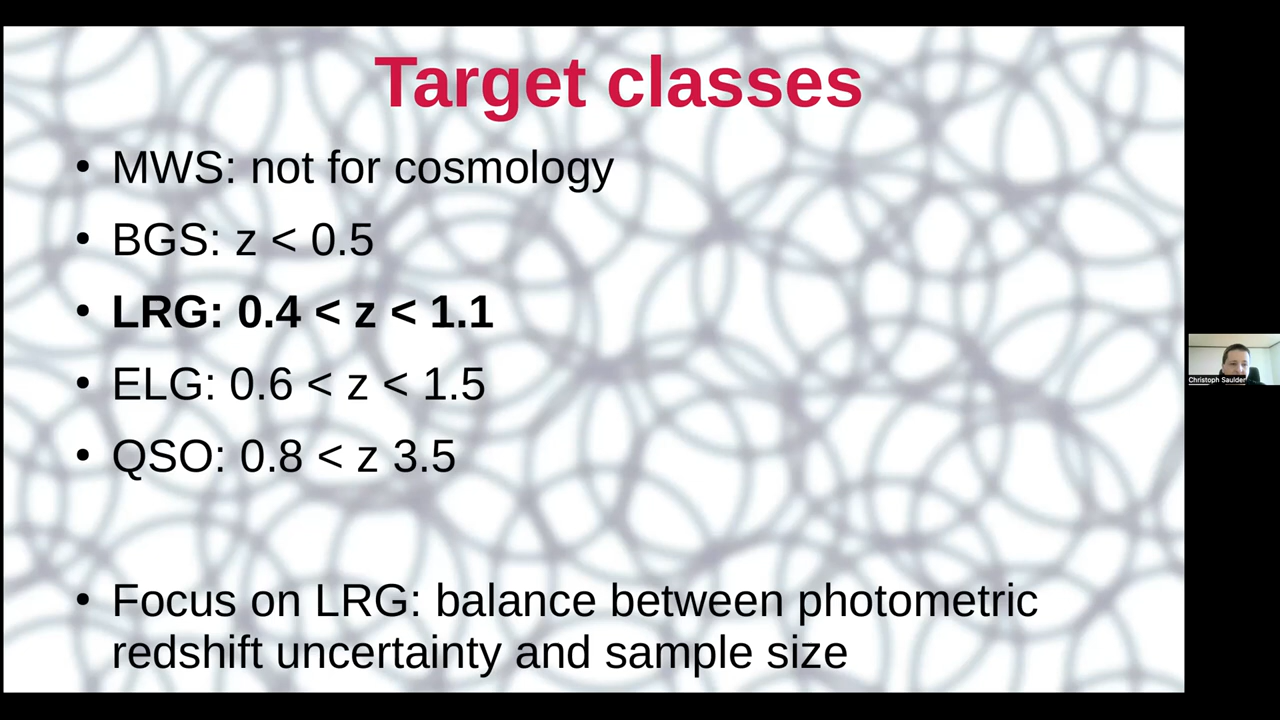 Target classes
• MWS: not for cosmology
• BGS: z < 0.5
• LRG: 0.4 < z < 1.1
• ELG: 0.6 < z < 1.5
• QSO: 0.8 < z 3.5
• Focus on LRG: balance between photometric
redshift uncertainty and sample size
Christoph Saulder